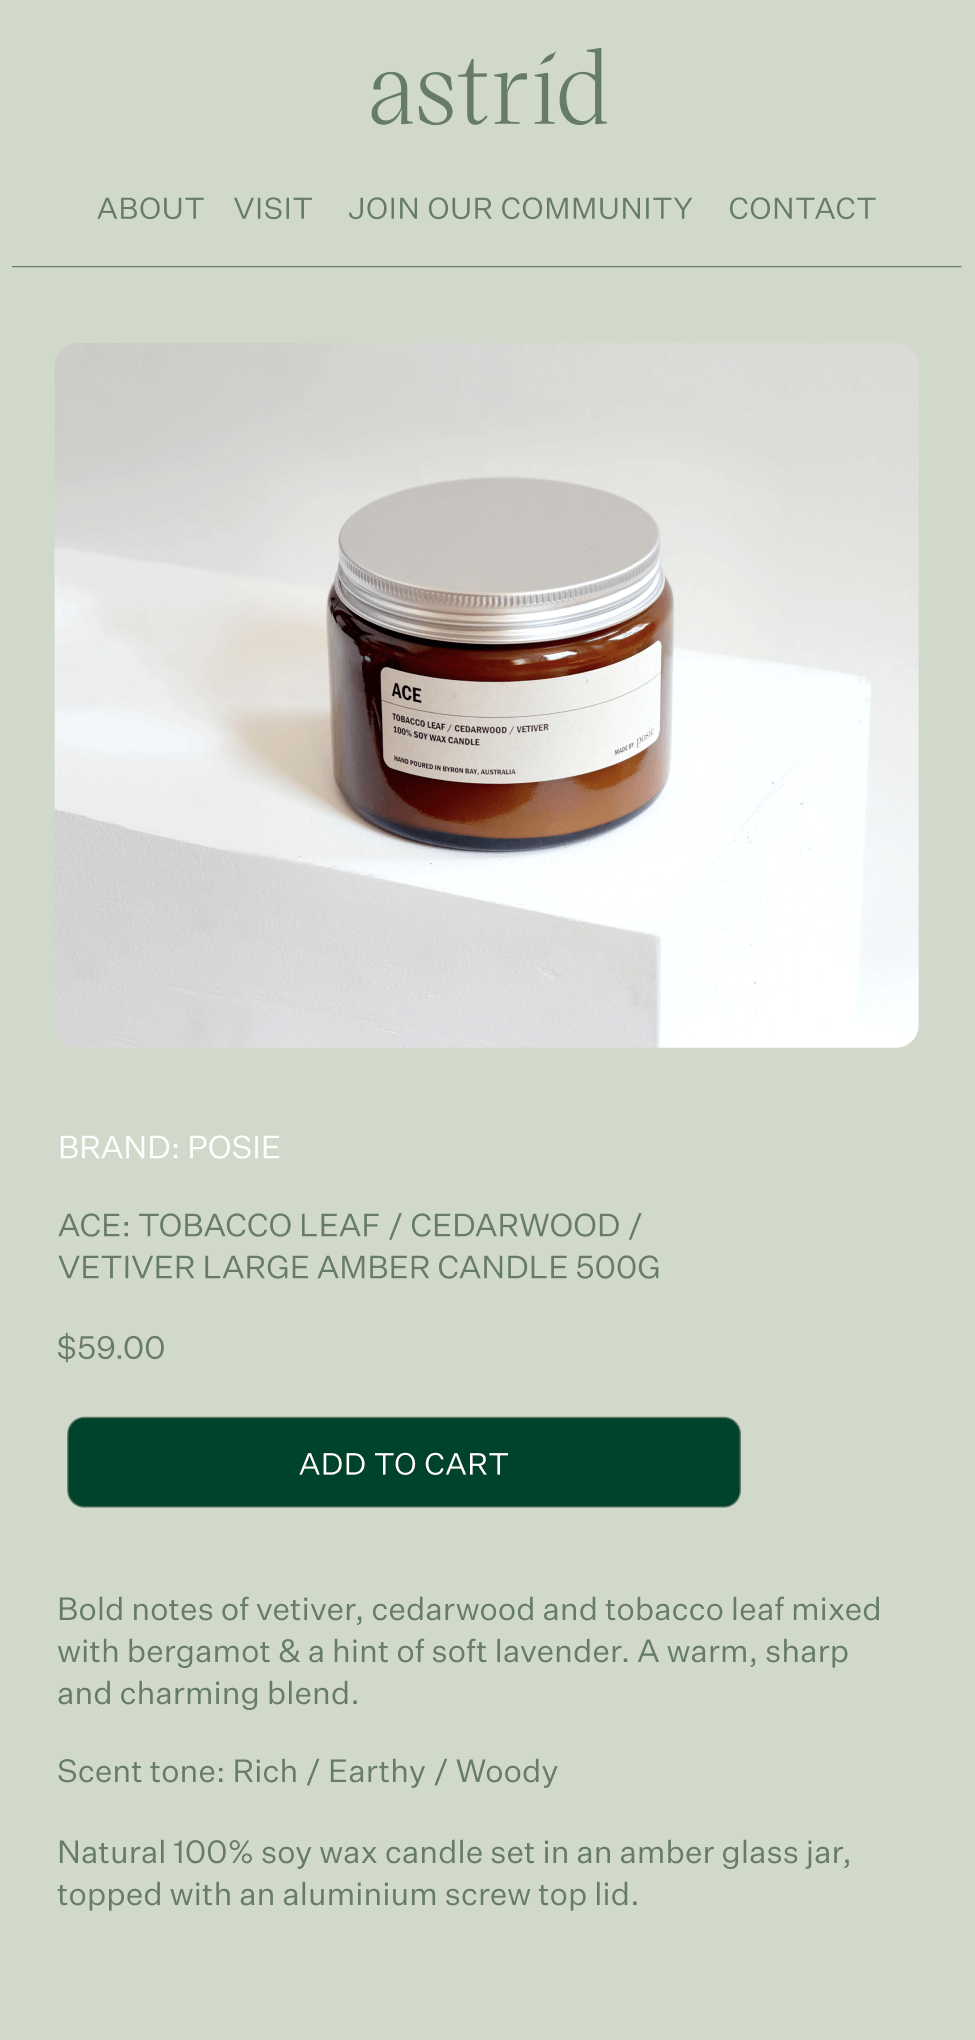 astríd
ABOUT VISIT JOIN OUR COMMUNITY CONTACT
ACE
TOBACCO LEAF / CEDARWOOD / VETIVER
100% SOY WAX CANDLE
MADE BY posie
HAND POURED IN BYRON BAY, AUSTRALIA
BRAND: POSIE
ACE: TOBACCO LEAF / CEDARWOOD /
VETIVER LARGE AMBER CANDLE 500G
$59.00
ADD TO CART
Bold notes of vetiver, cedarwood and tobacco leaf mixed
with bergamot & a hint of soft lavender. A warm, sharp
and charming blend.
Scent tone: Rich / Earthy / Woody
Natural 100% soy wax candle set in an amber glass jar,
topped with an aluminium screw top lid.